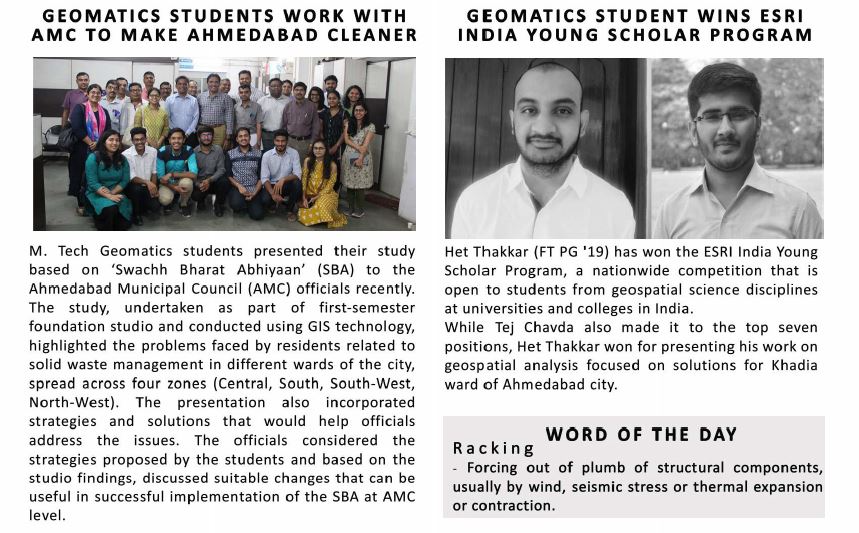 GEOMATICS STUDENTS WORK WITH
AMC TO MAKE AHMEDABAD CLEANER
M. Tech Geomatics students presented their study
based on ‘Swachh Bharat Abhiyaan’ (SBA) to the
Ahmedabad Municipal Council (AMC) officials recently.
The study, undertaken as part of first-semester
foundation studio and conducted using GIS technology,
highlighted the problems faced by residents related to
solid waste management in different wards of the city,
spread across four zones (Central, South, South-West,
North-West). The presentation also incorporated
strategies and solutions that would help officials
address the issues. The officials considered the
strategies proposed by the students and based on the
studio findings, discussed suitable changes that can be
useful in successful implementation of the SBA at AMC
level.
GEOMATICS STUDENT WINS ESRI
INDIA YOUNG SCHOLAR PROGRAM
Het Thakkar (FT PG '19) has won the ESRI India Young
Scholar Program, a nationwide competition that is
open to students from geospatial science disciplines
at universities and colleges in India.
While Tej Chavda also made it to the top seven
positions, Het Thakkar won for presenting his work on
geospatial analysis focused on solutions for Khadia
ward of Ahmedabad city.
WORD OF THE DAY
Racking
- Forcing out of plumb of structural components,
usually by wind, seismic stress or thermal expansion
or contraction.